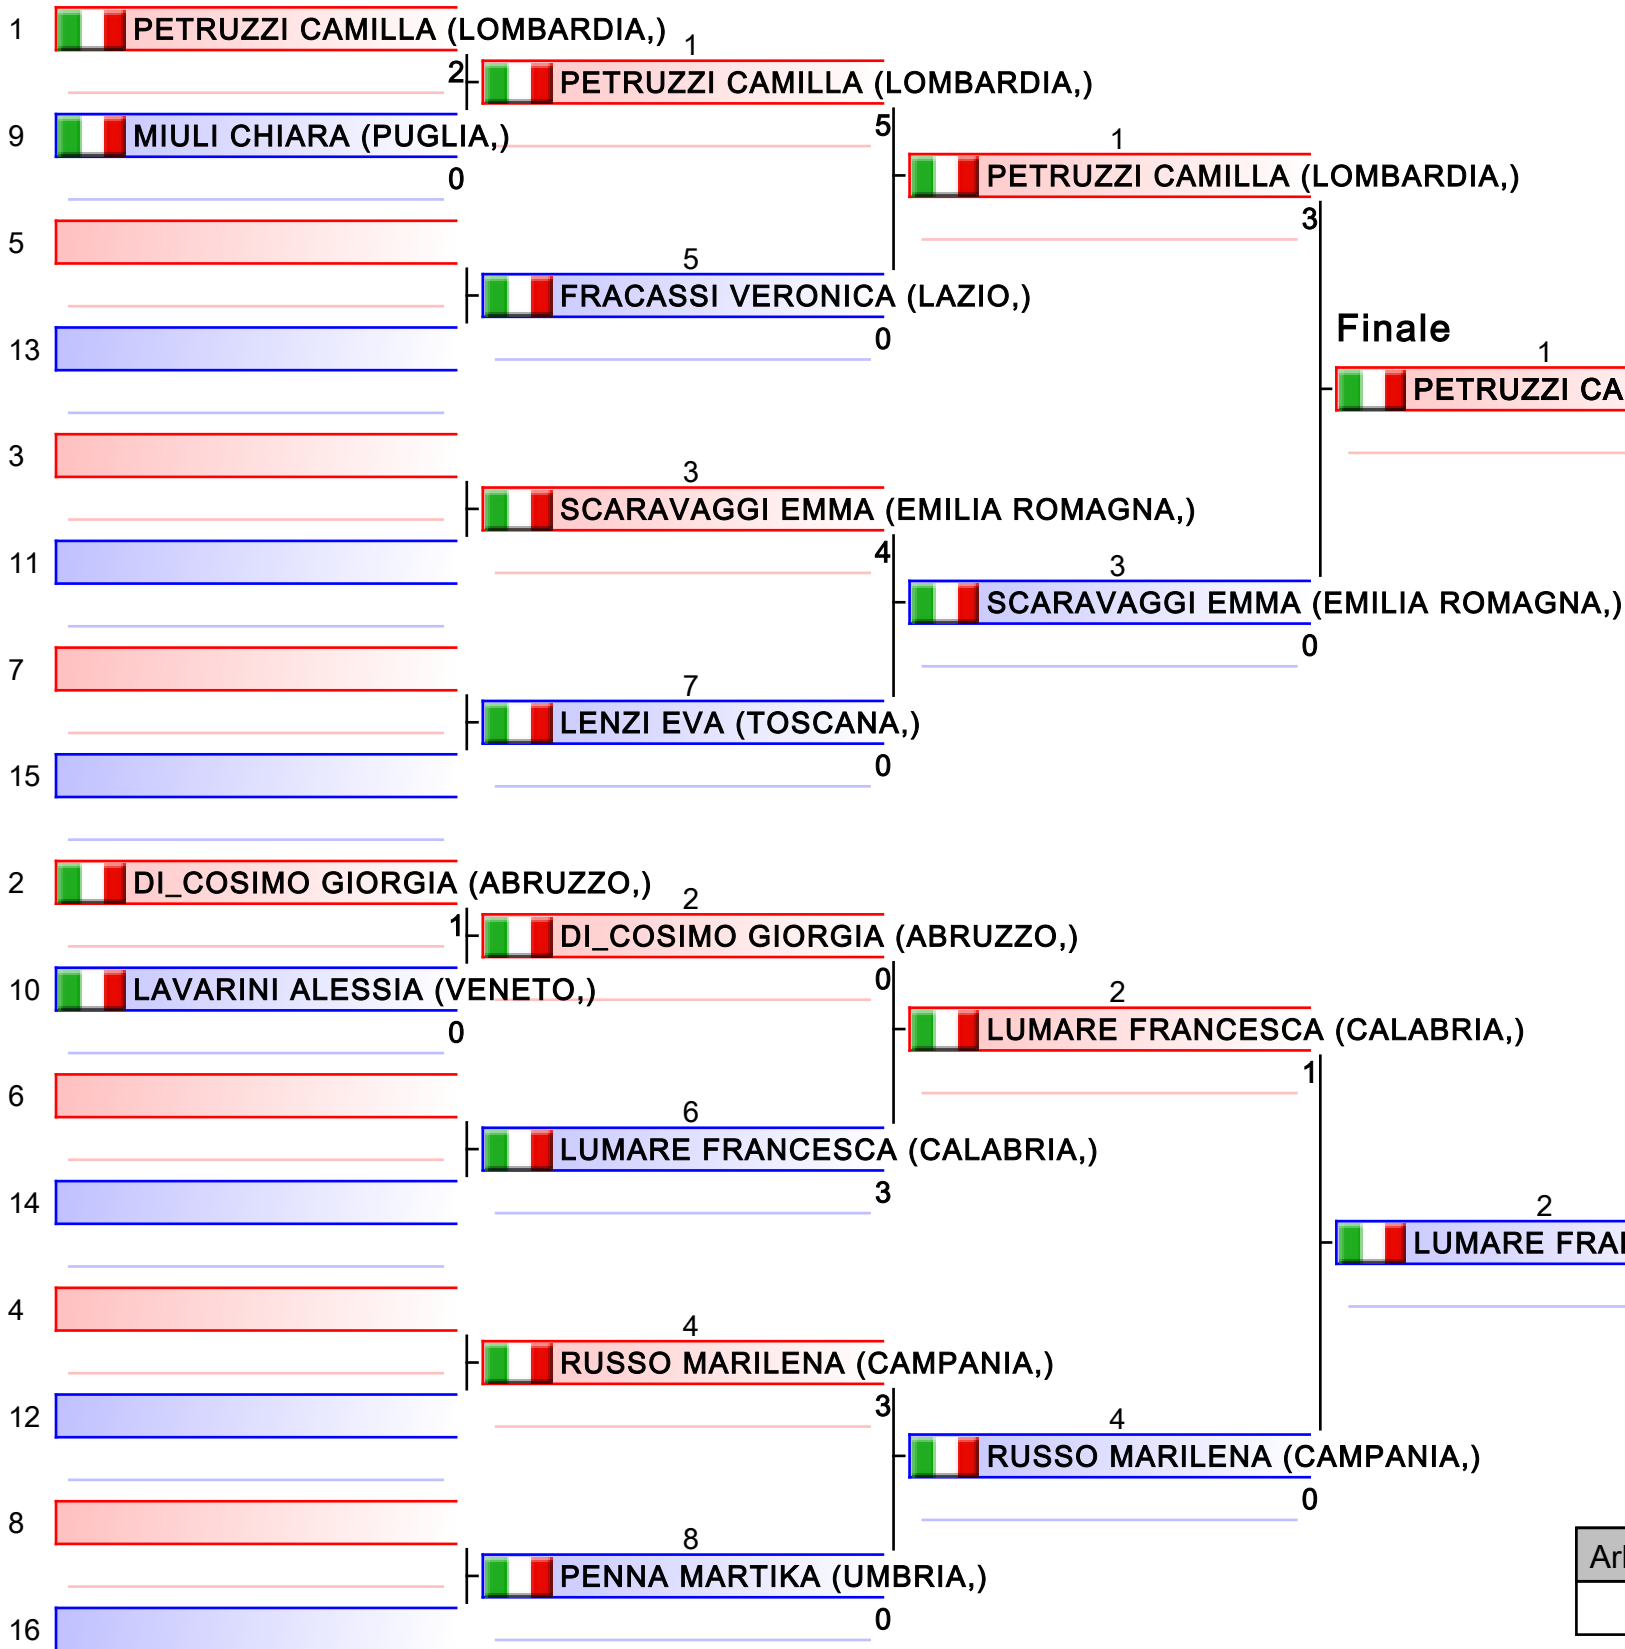 1 PETRUZZI CAMILLA (LOMBARDIA,)
1
2 PETRUZZI CAMILLA (LOMBARDIA,)
9 MIULI CHIARA (PUGLIA,)
5
1
0
PETRUZZI CAMILLA (LOMBARDIA,)
3
5
5
FRACASSI VERONICA (LAZIO,)
0
13
Finale
1
PETRUZZI CA
3
3
SCARAVAGGI EMMA (EMILIA ROMAGNA,)
4
11
3
SCARAVAGGI EMMA (EMILIA ROMAGNA,)
0
7
7
LENZI EVA (TOSCANA,)
0
15
2 DI_COSIMO GIORGIA (ABRUZZO,)
2
1 DI_COSIMO GIORGIA (ABRUZZO,)
0
10 LAVARINI ALESSIA (VENETO,)
0
2
LUMARE FRANCESCA (CALABRIA,)
1
6
6
LUMARE FRANCESCA (CALABRIA,)
3
14
2
LUMARE FRA
4
4
RUSSO MARILENA (CAMPANIA,)
3
12
4
RUSSO MARILENA (CAMPANIA,)
0
8
8
PENNA MARTIKA (UMBRIA,)
0
16